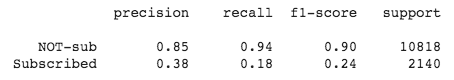 precision recall f1-score support
NOT-sub 0.85 0.94 0.90 10818
Subscribed 0.38 0.18 0.24 2140